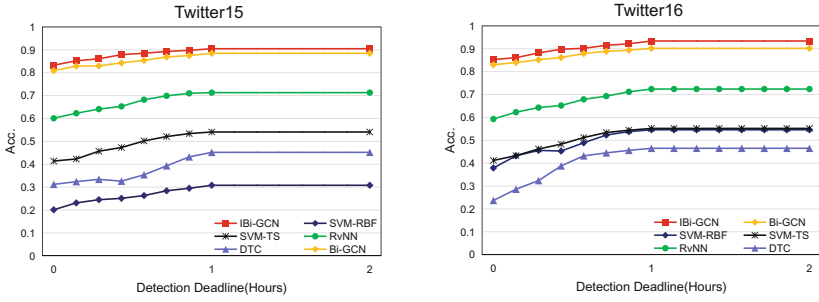 Twitter15
1
0.9
0.8
0.7
0.6
0.5
0.4
0.3
0.2
0.1
0
Acc.
IBi-GCN
SVM-RBF
SVM-TS
RvNN
DTC
Bi-GCN
0
1
2
Detection Deadline(Hours)
Twitter16
1
0.9
0.8
0.7
0.6
0.5
0.4
0.3
0.2
0.1
0
Acc.
IBi-GCN
Bi-GCN
SVM-RBF
SVM-TS
RvNN
DTC
0
1
2
Detection Deadline(Hours)